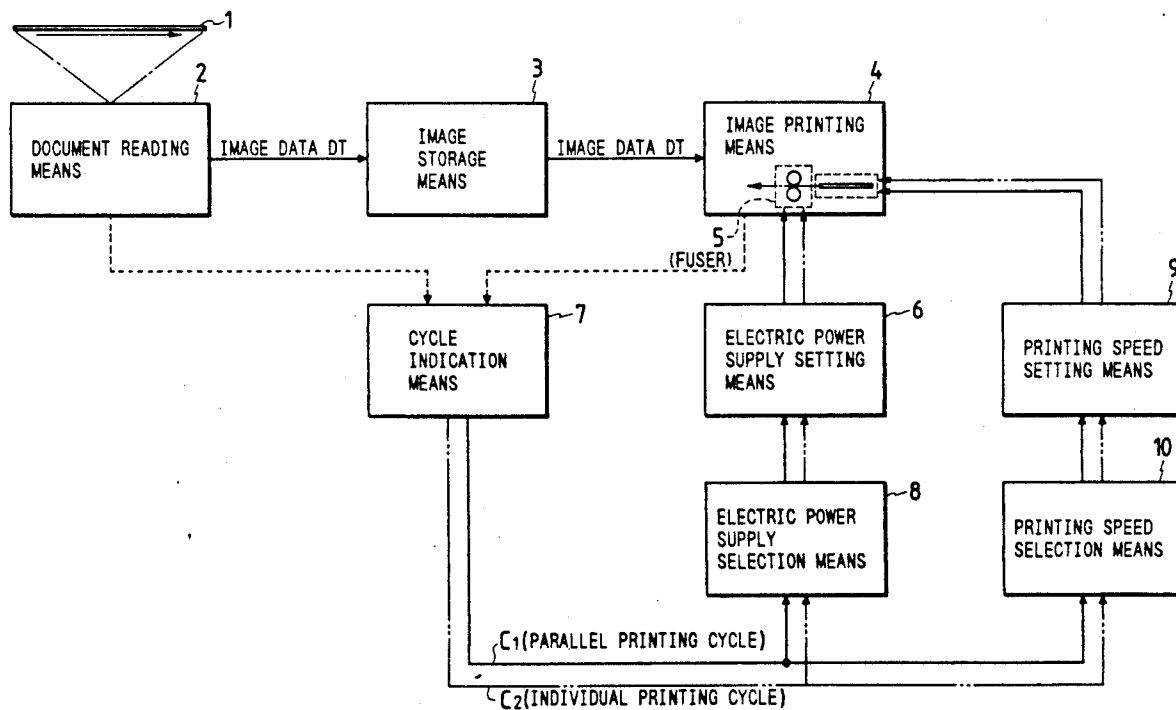 1
2
3
4
DOCUMENT READING
MEANS
IMAGE DATA DT
IMAGE
STORAGE
MEANS
IMAGE DATA DT
IMAGE PRINTING
MEANS
5
(FUSER)
7
CYCLE
INDICATION
MEANS
6
ELECTRIC POWER
SUPPLY SETTING
MEANS
9
PRINTING SPEED
SETTING MEANS
8
ELECTRIC POWER
SUPPLY
SELECTION MEANS
10
PRINTING SPEED
SELECTION MEANS
C1(PARALLEL PRINTING CYCLE)
C2(INDIVIDUAL PRINTING CYCLE)